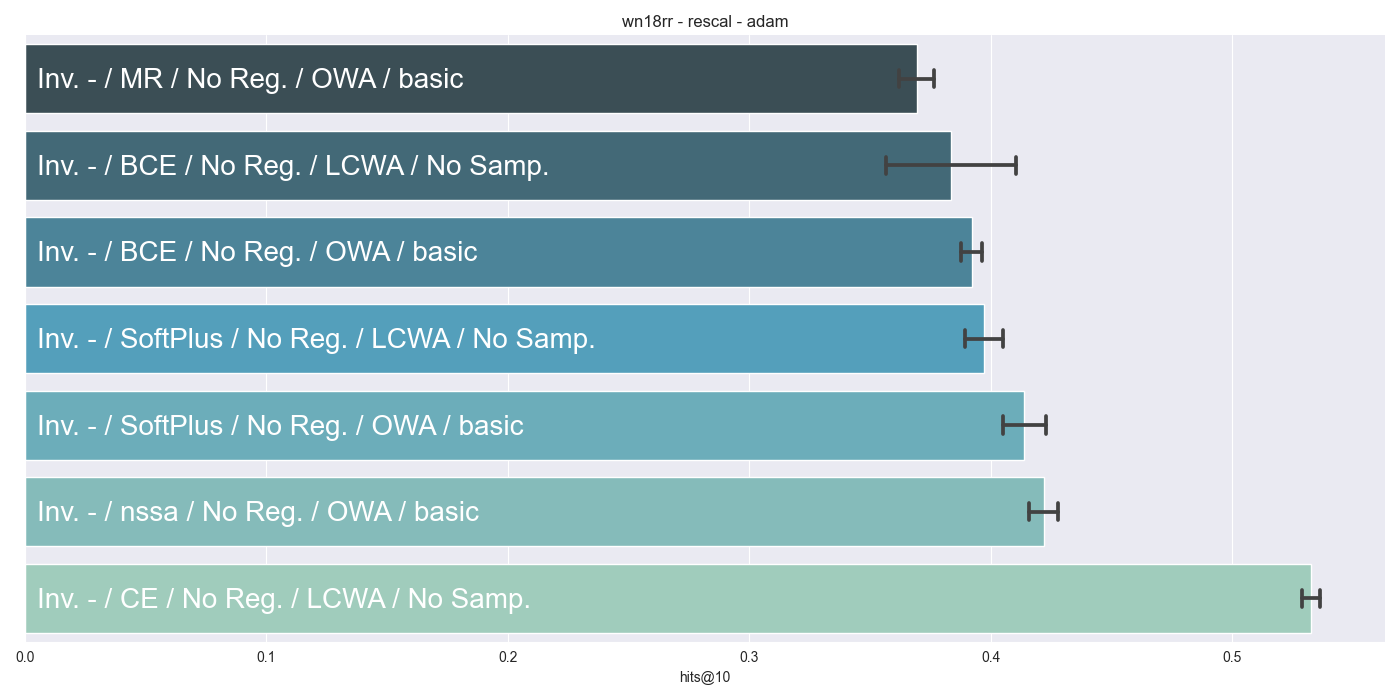 wn18rr - rescal - adam
Inv. - / MR / No Reg. / OWA / basic
Inv. - / BCE / No Reg. / LCWA / No Samp.
Inv. - / BCE / No Reg. / OWA / basic
Inv. - / SoftPlus / No Reg. / LCWA / No Samp.
Inv. - / SoftPlus / No Reg. / OWA / basic
Inv. - / nssa / No Reg. / OWA / basic
Inv. - / CE / No Reg. / LCWA / No Samp.
0.0 0.1 0.2 0.3 0.4 0.5
hits@10